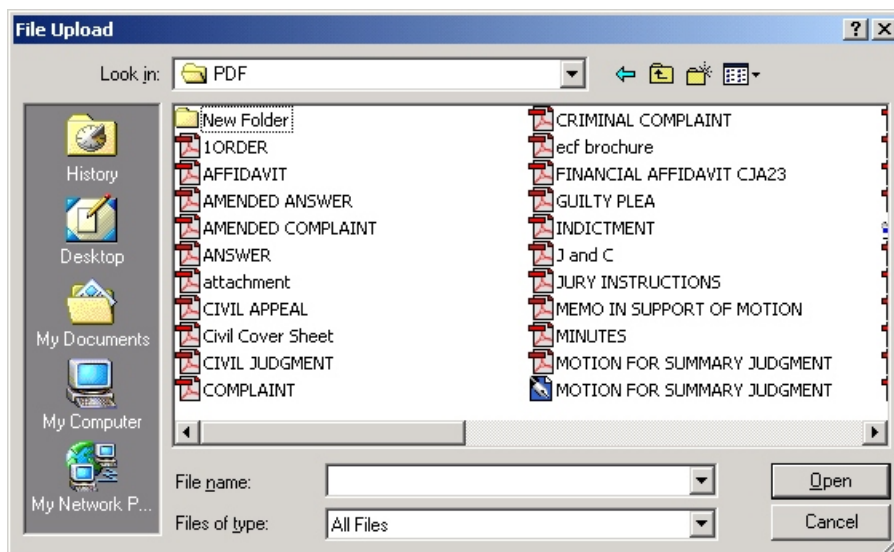 File Upload
Look in: PDF
History
Desktop
My Documents
My Computer
My Network P...
New Folder
1ORDER
AFFIDAVIT
AMENDED ANSWER
AMENDED COMPLAINT
ANSWER
attachment
CIVIL APPEAL
Civil Cover Sheet
CIVIL JUDGMENT
COMPLAINT
CRIMINAL COMPLAINT
ecf brochure
FINANCIAL AFFIDAVIT CJA23
GUILTY PLEA
INDICTMENT
J and C
JURY INSTRUCTIONS
MEMO IN SUPPORT OF MOTION
MINUTES
MOTION FOR SUMMARY JUDGMENT
MOTION FOR SUMMARY JUDGMENT
File name:
Open
Files of type: All Files
Cancel